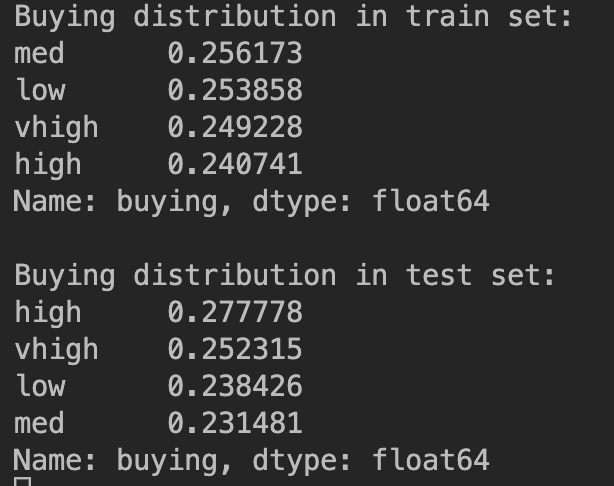 Buying distribution in train set:
med 0.256173
low 0.253858
vhigh 0.249228
high 0.240741
Name: buying, dtype: float64
Buying distribution in test set:
high 0.277778
vhigh 0.252315
low 0.238426
med 0.231481
Name: buying, dtype: float64